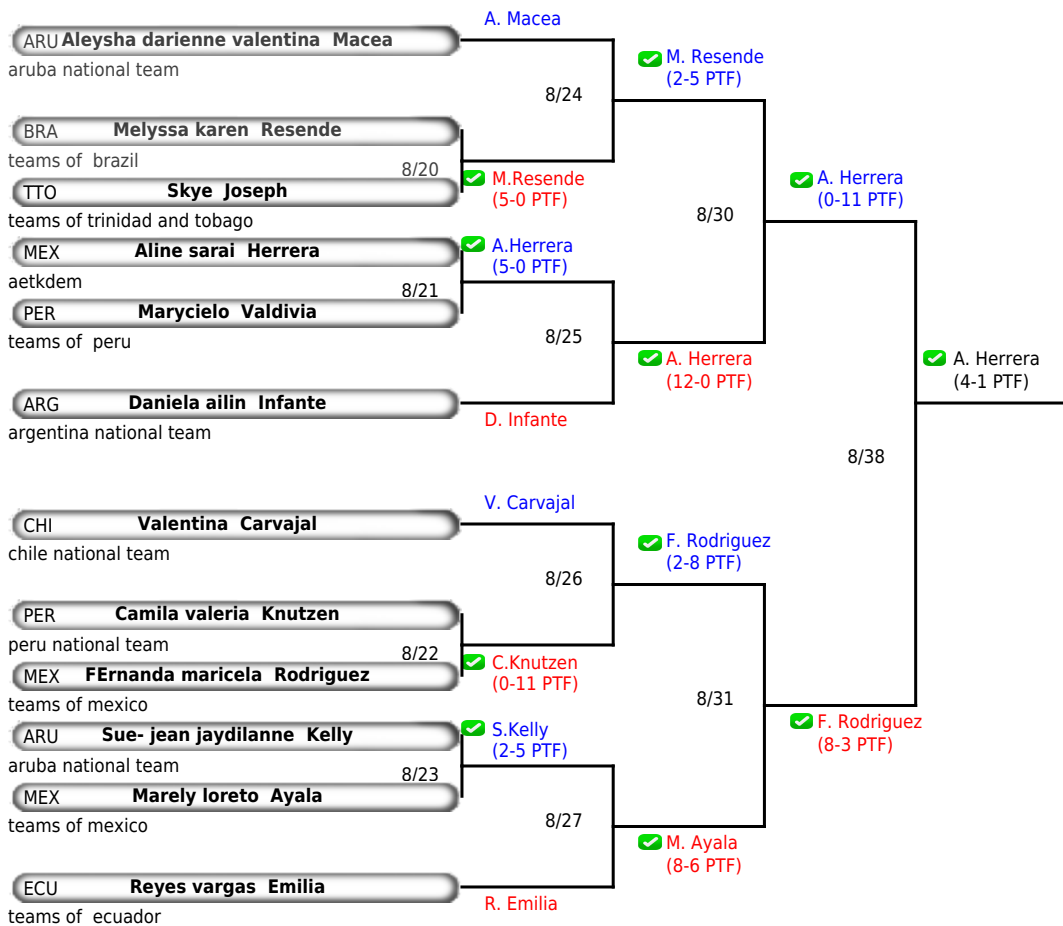 A. Macea
ARU Aleysha darienne valentina Macea
aruba national team
M. Resende
(2-5 PTF)
8/24
BRA Melyssa karen Resende
teams of brazil
8/20
TTO Skye Joseph
teams of trinidad and tobago
M.Resende
(5-0 PTF)
A. Herrera
(0-11 PTF)
8/30
MEX Aline sarai Herrera
aetkdem
A.Herrera
(5-0 PTF)
8/21
PER Marycielo Valdivia
teams of peru
8/25
A. Herrera
(12-0 PTF)
A. Herrera
(4-1 PTF)
ARG Daniela ailin Infante
argentina national team
D. Infante
8/38
V. Carvajal
CHI Valentina Carvajal
chile national team
F. Rodriguez
(2-8 PTF)
8/26
PER Camila valeria Knutzen
peru national team
8/22
MEX FErnanda maricela Rodriguez
teams of mexico
C.Knutzen
(0-11 PTF)
8/31
F. Rodriguez
(8-3 PTF)
ARU Sue- jean jaydilanne Kelly
aruba national team
S.Kelly
(2-5 PTF)
8/23
MEX Marely loreto Ayala
teams of mexico
8/27
M. Ayala
(8-6 PTF)
ECU Reyes vargas Emilia
teams of ecuador
R. Emilia